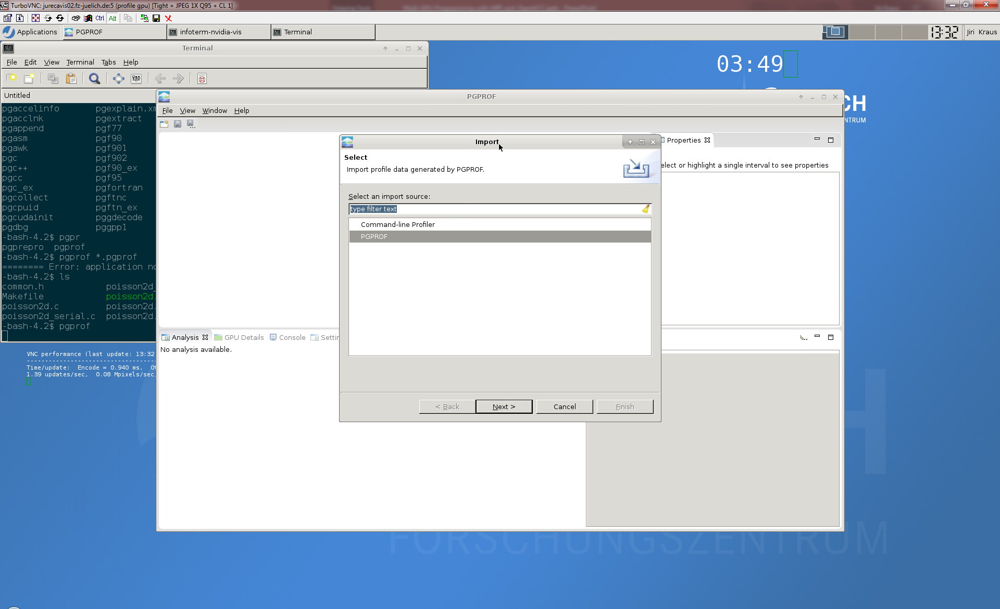 TurboVNC: jurecavis02.fz-juelich.de:5 (profile gpu) [Tight + JPEG 1X Q95 + CL 1]
Ctrl Alt
Applications PGPROF infoterm-nvidia-vis Terminal 13:32 Jiri Kraus
Terminal
File Edit View Terminal Tabs Help
03:49
Untitled
pgaccelinfo pgexplain.xm
pgacclnk pgextract
pgappend pgf77
pgasm pgf90
pgawk pgf901
pgc pgf902
pgc++ pgf90_ex
pgcc pgf95
pgc_ex pgfortran
pgcollect pgftnc
pgcpuid pgftn_ex
pgcudainit pggdecode
pgdbg pggpp1
-bash-4.2$ pgpr
pgprepro pgprof
-bash-4.2$ pgprof *.pgprof
======== Error: application no
-bash-4.2$ ls
common.h poisson2d_
Makefile poisson2d.
poisson2d.c poisson2d.
poisson2d_serial.c poisson2d.
-bash-4.2$ pgprof
VNC performance (last update: 13:32
Time/update: Encode = 0.940 ms, Ot
1.39 updates/sec, 0.08 Mpixels/sec,
PGPROF
File View Window Help
CH
NTRUM
Properties
elect or highlight a single interval to see properties
Analysis GPU Details Console Settin
No analysis available.
Import
Select
Import profile data generated by PGPROF.
Select an import source:
type filter text
Command-line Profiler
PGPROF
< Back Next > Cancel Finish
H
FORSCHUNGSZENTRUM